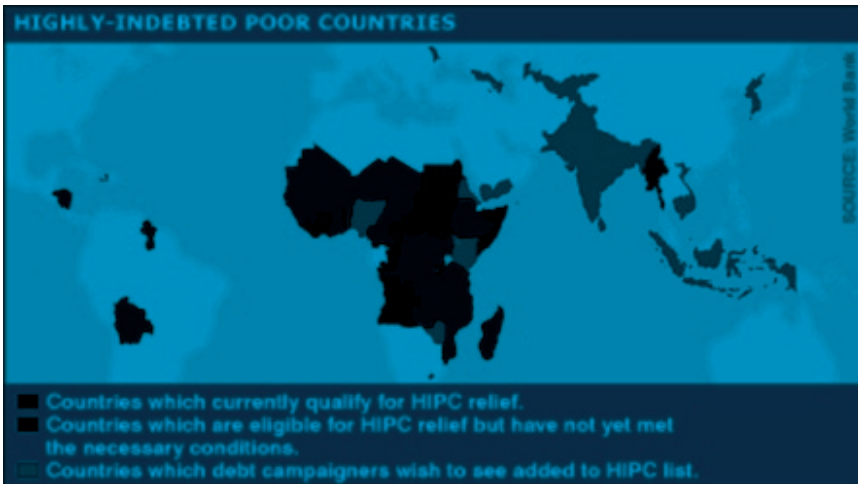 HIGHLY-INDEBTED POOR COUNTRIES
SOURCE: World Bank
Countries which currently qualify for HIPC relief.
Countries which are eligible for HIPC relief but have not yet met
the necessary conditions.
Countries which debt campaigners wish to see added to HIPC list.